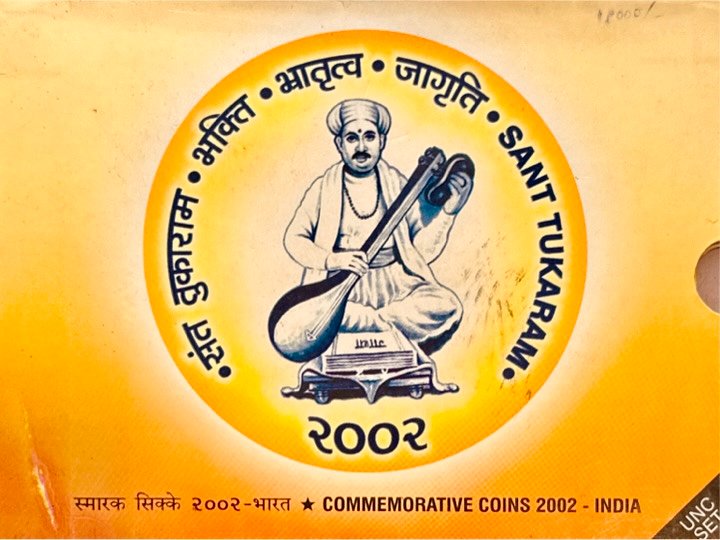 • संत तुकाराम • भक्ति • भ्रातृत्व • जागृति • SANT TUKARAM •
२००२
स्मारक सिक्के २००२-भारत ★ COMMEMORATIVE COINS 2002 - INDIA
UNC
SET